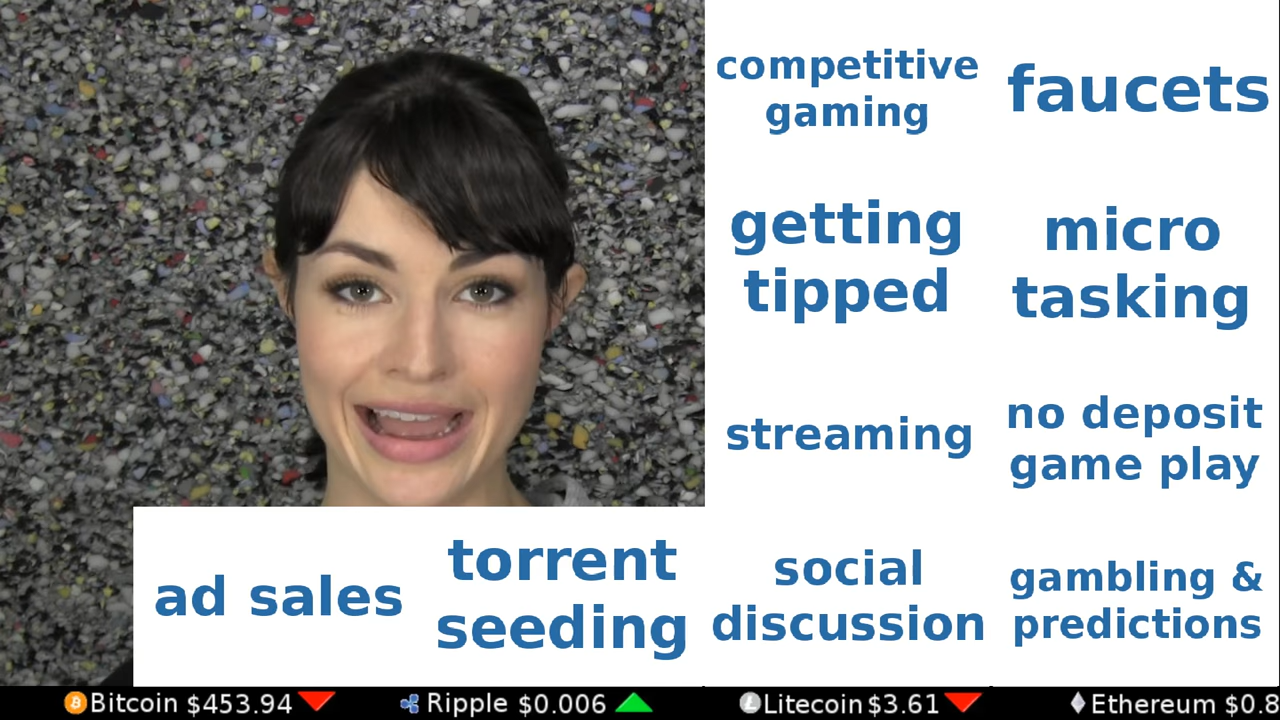 competitive
gaming
faucets
getting
tipped
micro
tasking
streaming
no deposit
game play
ad sales
torrent
seeding
social
discussion
gambling &
predictions
Bitcoin $453.94 Ripple $0.006 Litecoin $3.61 Ethereum $0.8